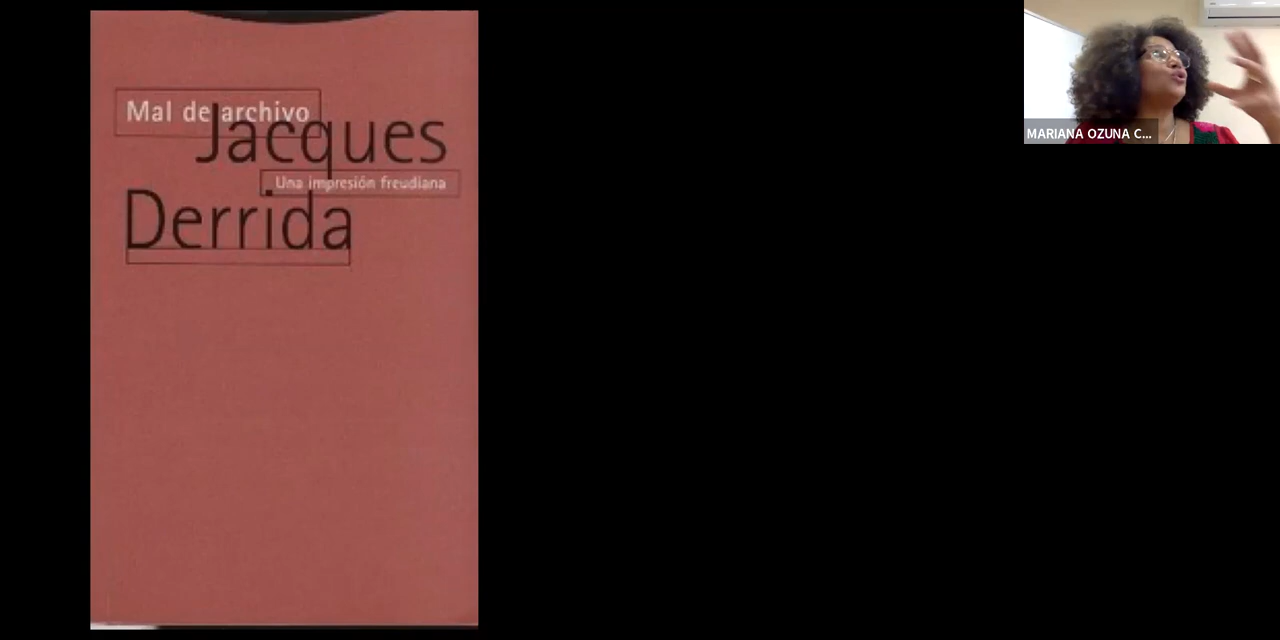 Mal de archivo
Jacques
Una impresión freudiana
Derrida
MARIANA OZUNA C...